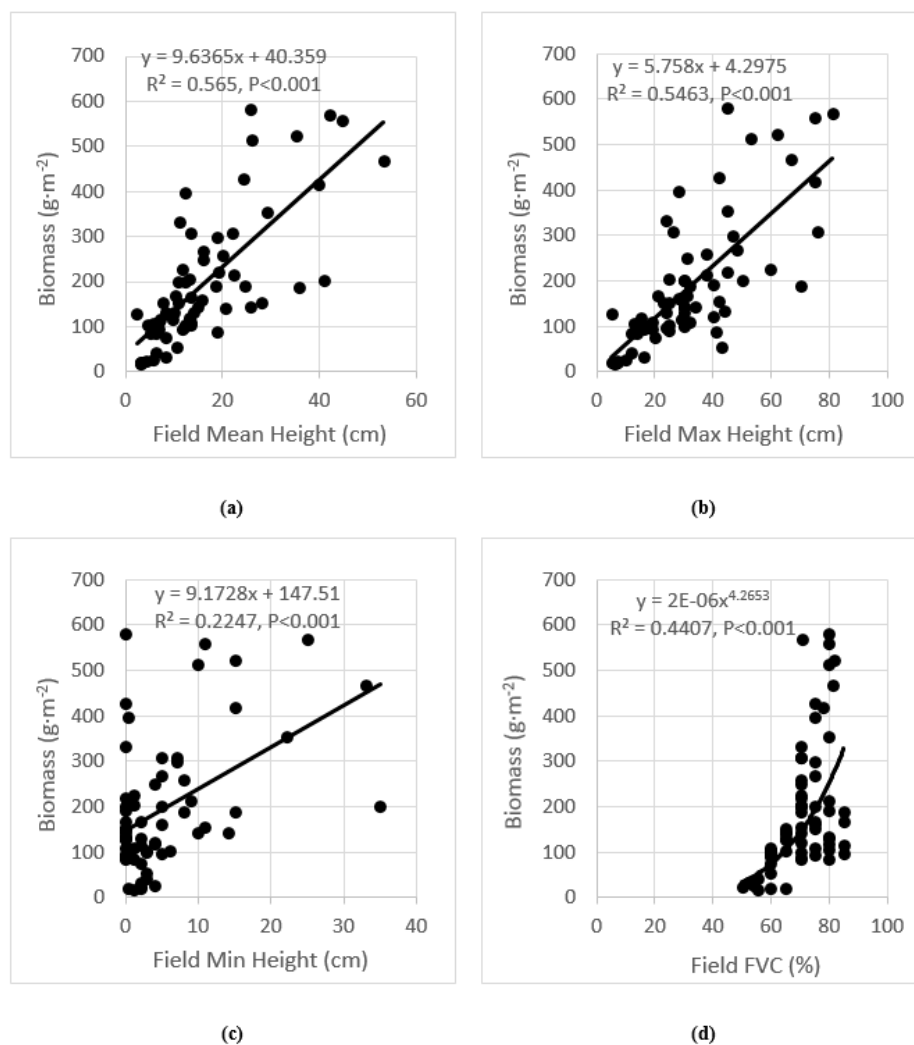 y = 9.6365x + 40.359
R² = 0.565, P<0.001
700
600
500
400
300
200
100
0
0 20 40 60
Biomass (g·m⁻²)
Field Mean Height (cm)
(a)
y = 5.758x + 4.2975
R² = 0.5463, P<0.001
700
600
500
400
300
200
100
0
0 20 40 60 80 100
Biomass (g·m⁻²)
Field Max Height (cm)
(b)
y = 9.1728x + 147.51
R² = 0.2247, P<0.001
700
600
500
400
300
200
100
0
0 10 20 30 40
Biomass (g·m⁻²)
Field Min Height (cm)
(c)
y = 2E-06x⁴·²⁶⁵³
R² = 0.4407, P<0.001
700
600
500
400
300
200
100
0
0 20 40 60 80 100
Biomass (g·m⁻²)
Field FVC (%)
(d)